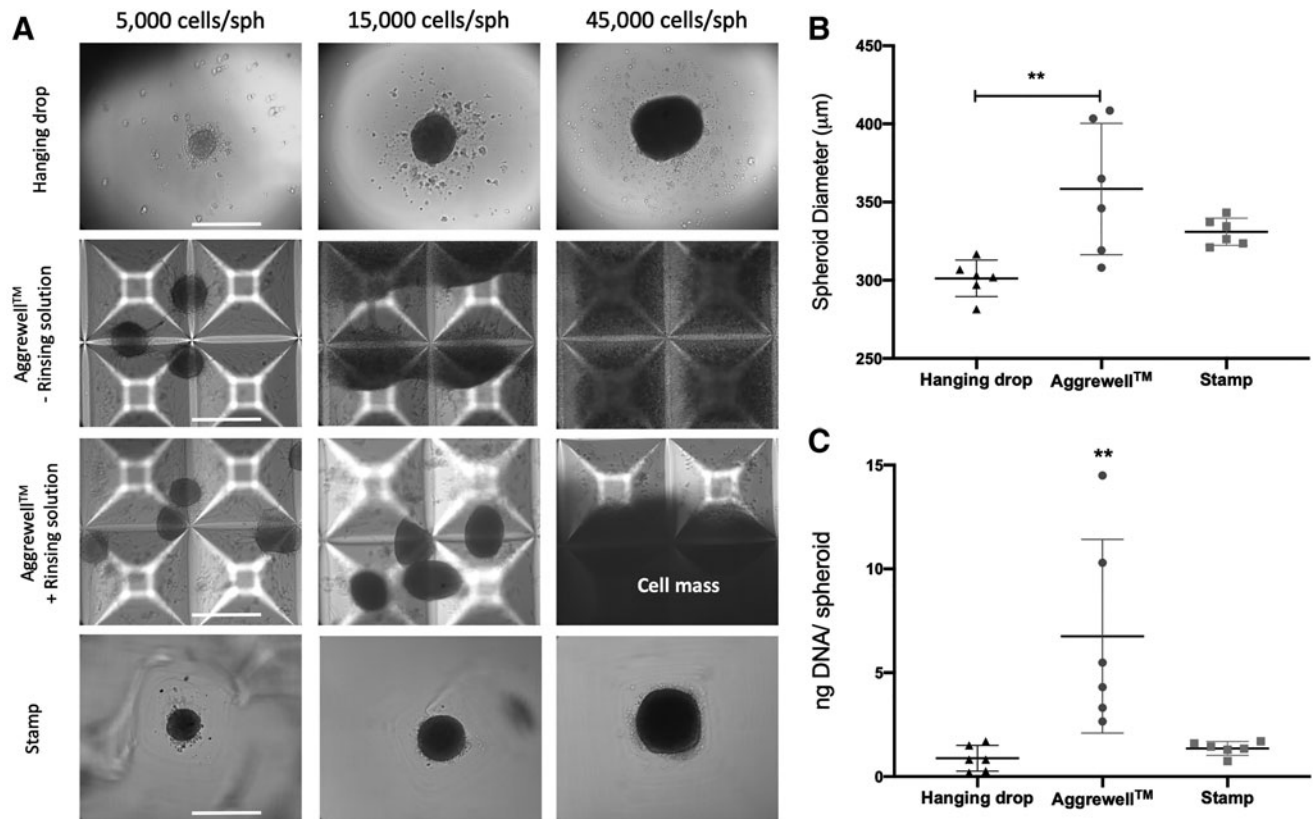 A
5,000 cells/sph
15,000 cells/sph
45,000 cells/sph
Hanging drop
Aggrewell™
- Rinsing solution
Aggrewell™
+ Rinsing solution
Cell mass
Stamp
B
Spheroid Diameter (μm)
450
400
350
300
250
**
Hanging drop
Aggrewell™
Stamp
C
ng DNA/ spheroid
15
10
5
0
**
Hanging drop
Aggrewell™
Stamp